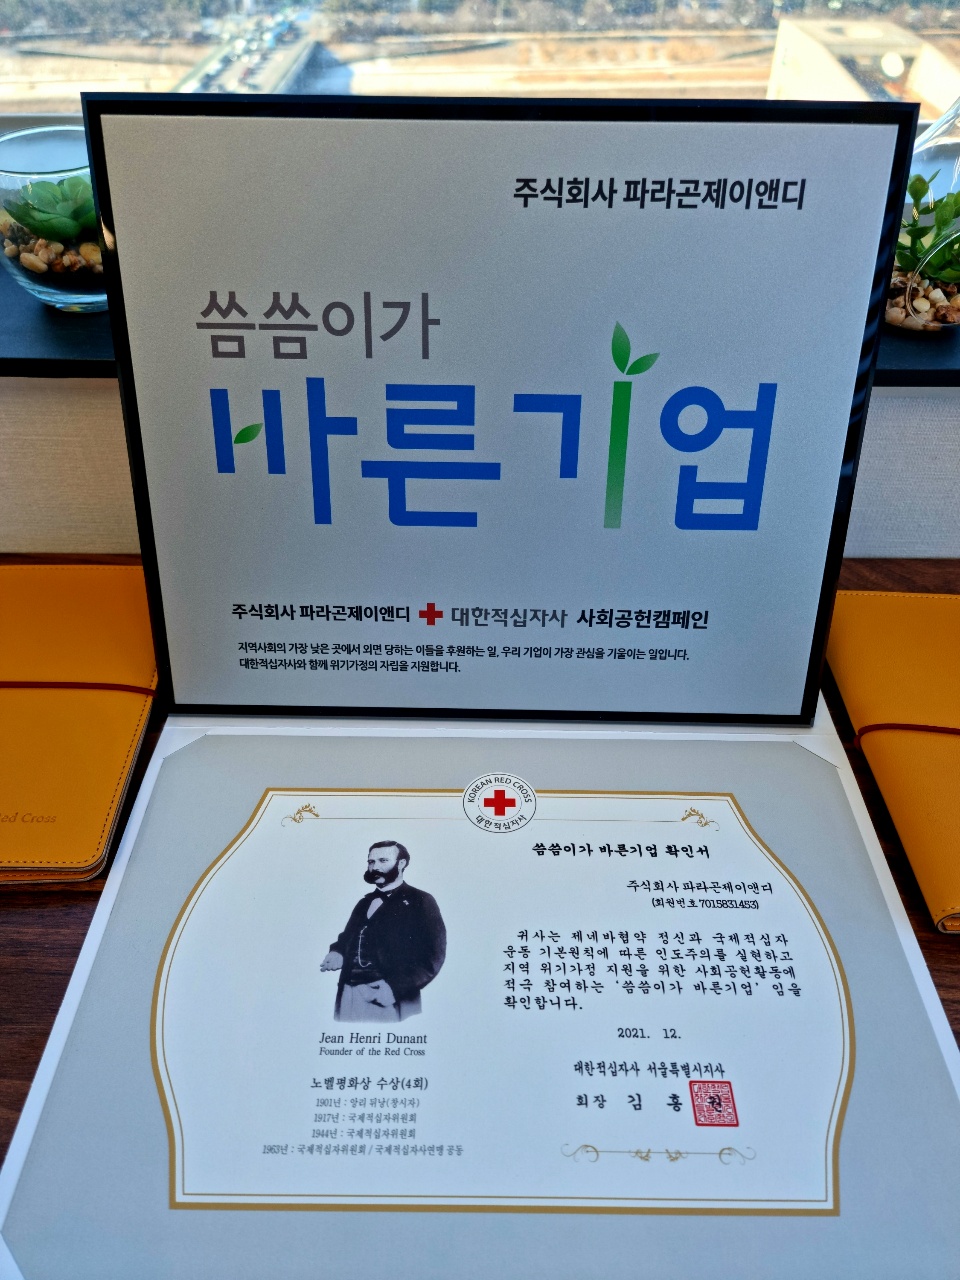 주식회사 파라곤제이앤디
씀씀이가
바른기업
주식회사 파라곤제이앤디 대한적십자사 사회공헌캠페인
지역사회의 가장 낮은 곳에서 외면 당하는 이들을 후원하는 일, 우리 기업이 가장 관심을 기울이는 일입니다.
대한적십자사와 함께 위기가정의 자립을 지원합니다.
Red Cross
KOREAN RED CROSS
대한적십자사
씀씀이가 바른기업 확인서
주식회사 파라곤제이앤디
(회원번호 7015831453)
귀사는 제네바협약 정신과 국제적십자
운동 기본원칙에 따른 인도주의를 실현하고
지역 위기가정 지원을 위한 사회공헌활동에
적극 참여하는 '씀씀이가 바른기업' 임을
확인합니다.
2021. 12.
대한적십자사 서울특별시지사
회장 김 흥 권
Jean Henri Dunant
Founder of the Red Cross
노벨평화상 수상(4회)
1901년 : 앙리 뒤낭(창시자)
1917년 : 국제적십자위원회
1944년 : 국제적십자위원회
1963년 : 국제적십자위원회 / 국제적십자사연맹 공동